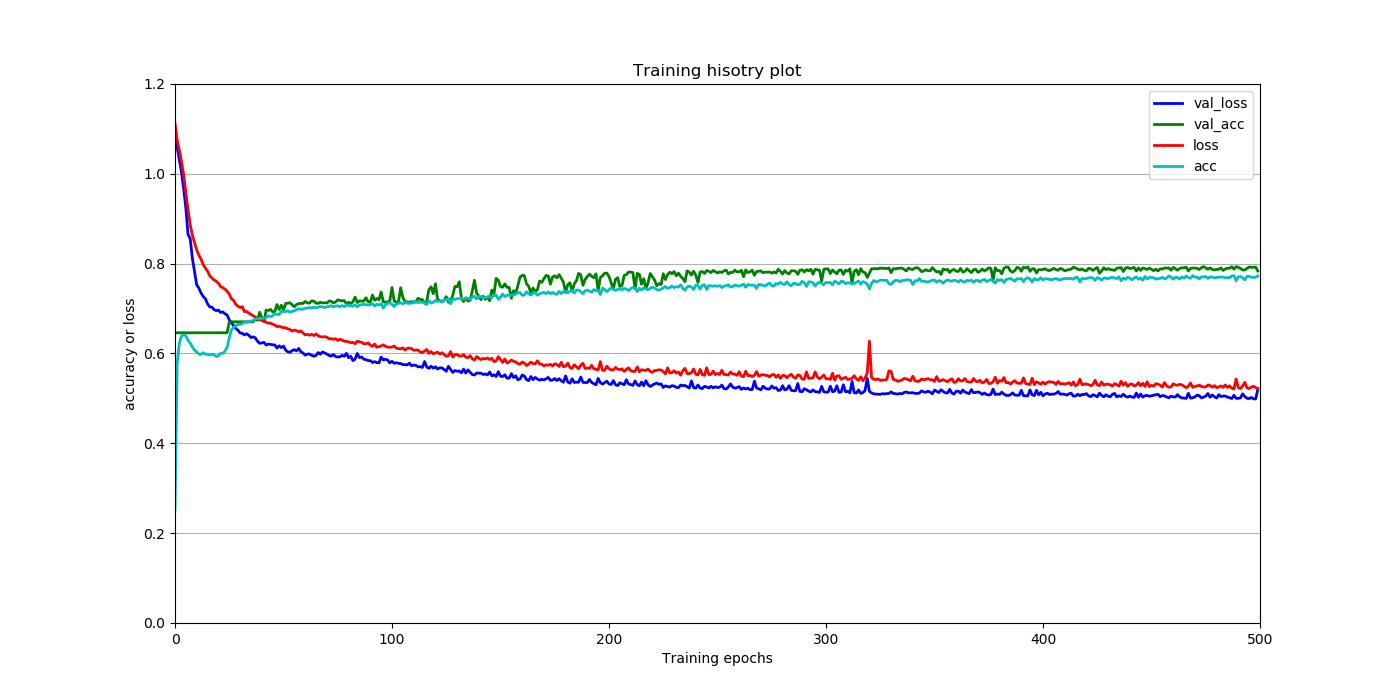 Training hisotry plot
1.2
1.0
0.8
0.6
0.4
0.2
0.0
accuracy or loss
val_loss
val_acc
loss
acc
0 100 200 300 400 500
Training epochs